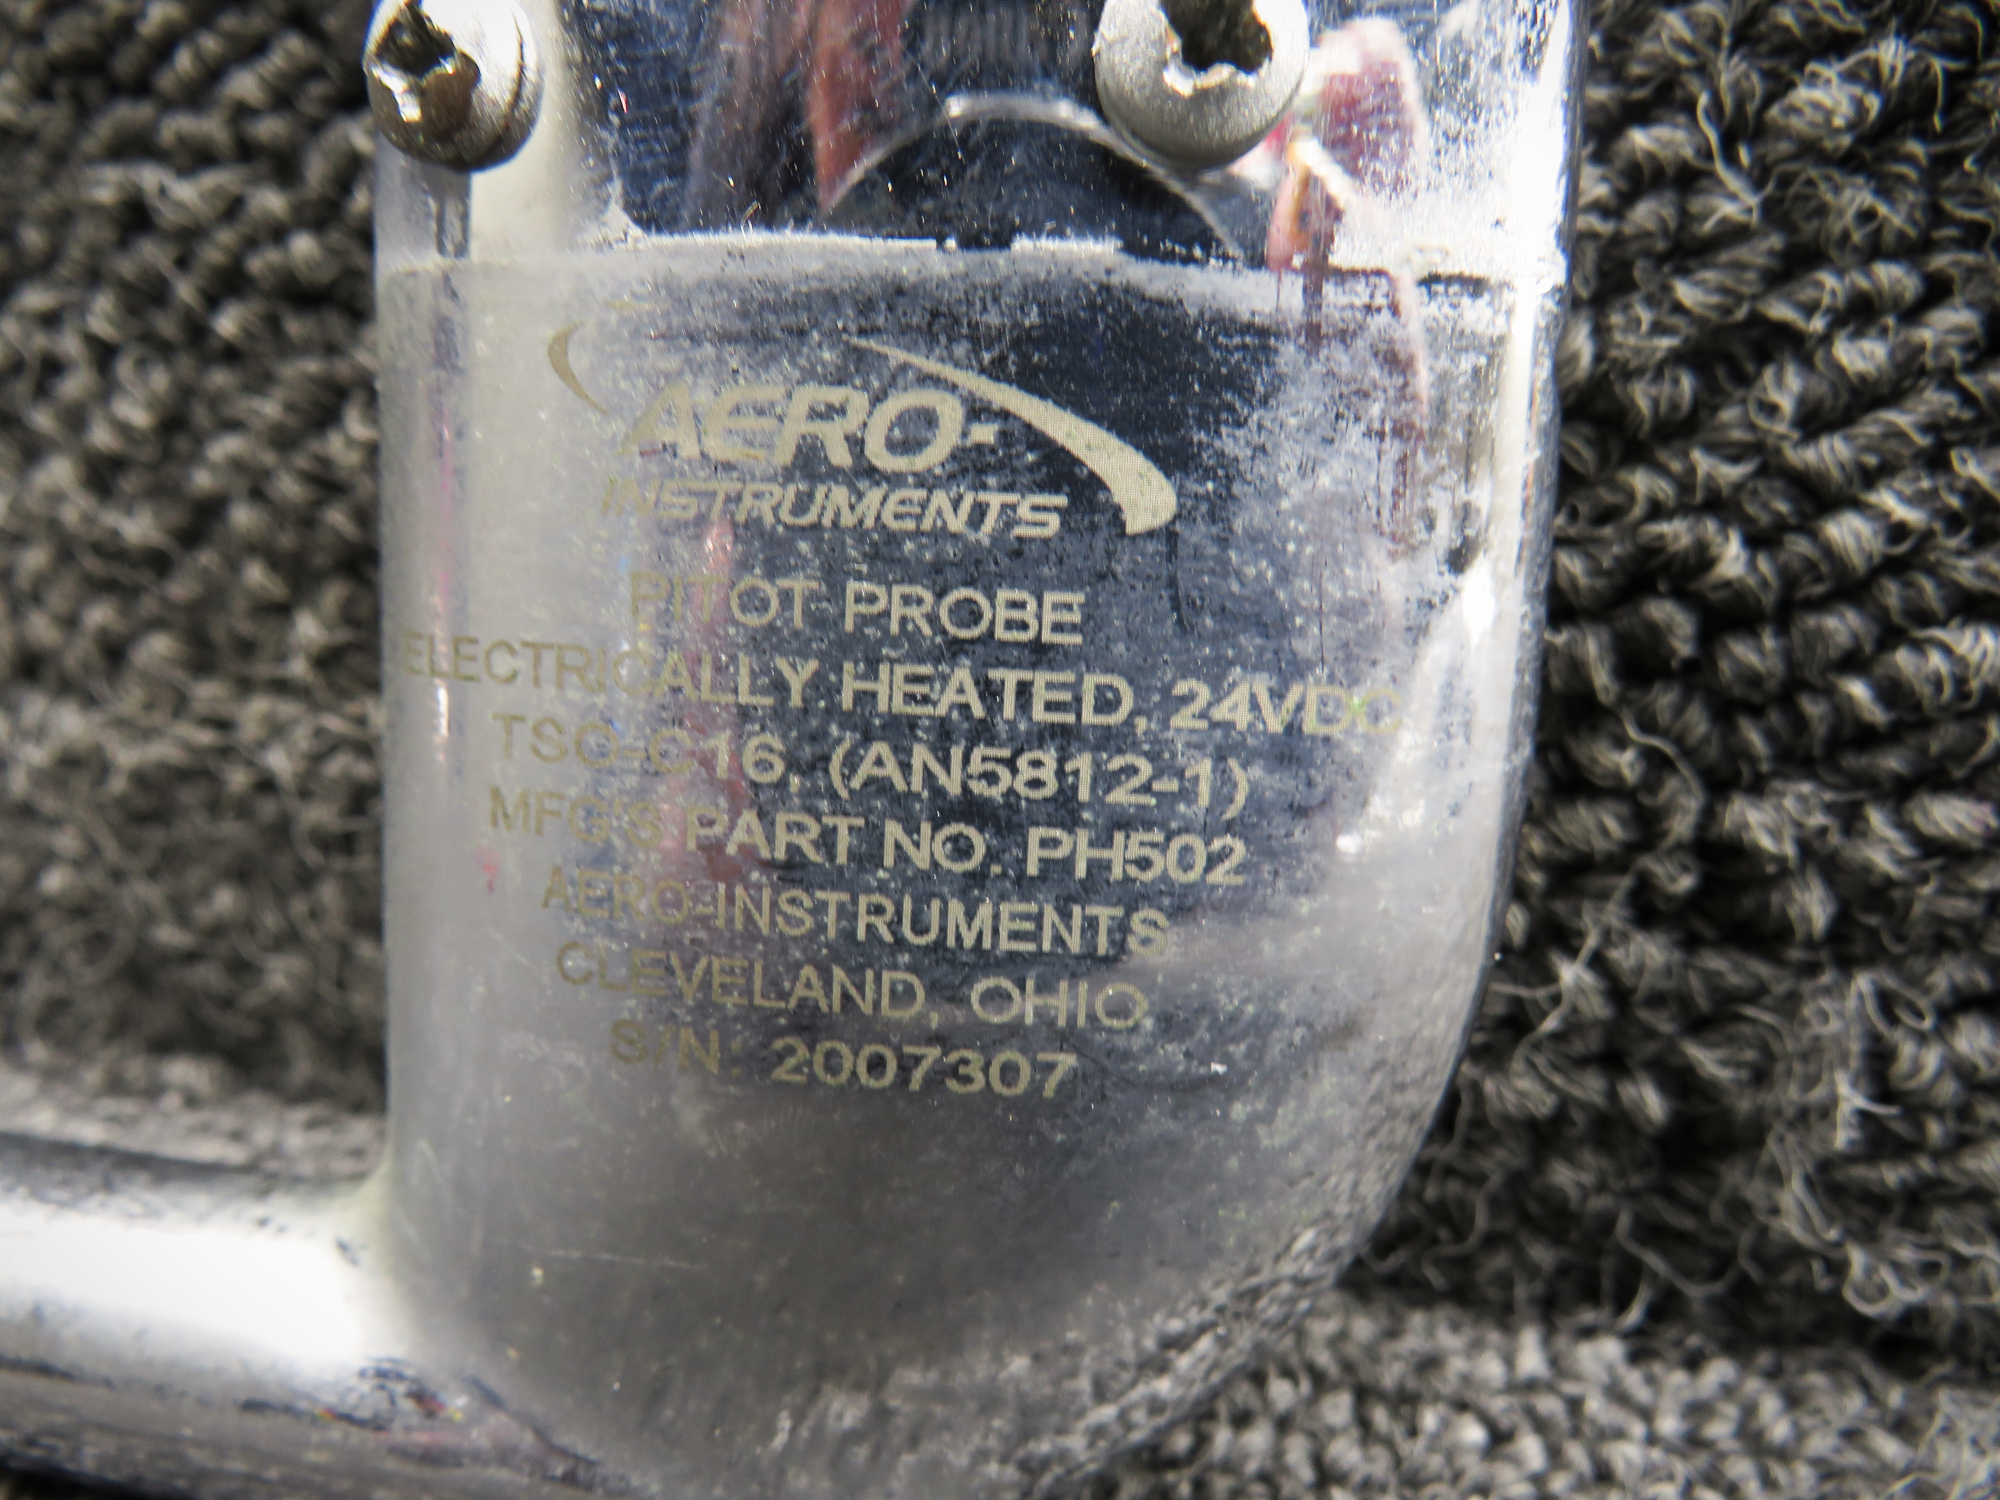 AERO-
INSTRUMENTS
PITOT PROBE
ELECTRICALLY HEATED, 24VDC
TSO-C16, (AN5812-1)
MFG'S PART NO. PH502
AERO-INSTRUMENTS
CLEVELAND, OHIO
S/N: 2007307